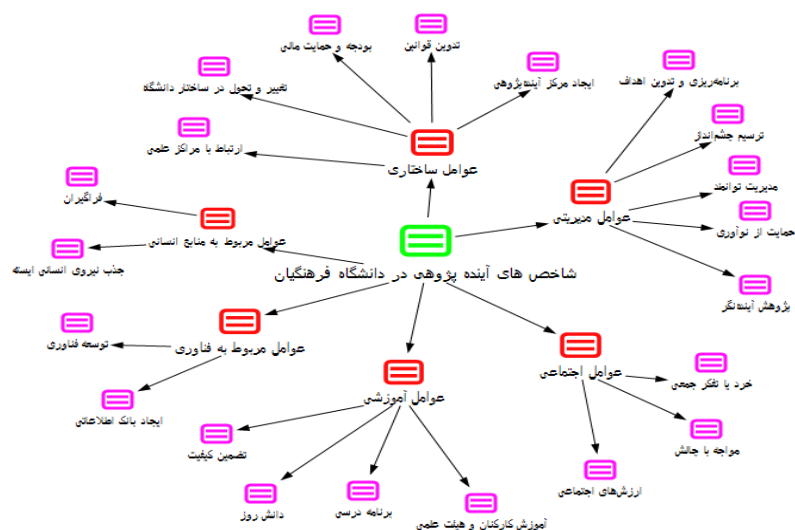 تدوین قوانین
بودجه و حمایت مالی
ایجاد مرکز آینده‌پژوهی
برنامه‌ریزی و تدوین اهداف
تغییر و تحول در ساختار دانشگاه
ترسیم چشم‌انداز
ارتباط با مراکز علمی
عوامل ساختاری
مدیریت توانمند
فراگیران
عوامل مدیریتی
حمایت از نوآوری
عوامل مربوط به منابع انسانی
جذب نیروی انسانی ایسته
شاخص های آینده پژوهی در دانشگاه فرهنگیان
پژوهش آینده‌نگر
توسعه فناوری
عوامل مربوط به فناوری
عوامل اجتماعی
خرد یا تفکر جمعی
عوامل آموزشی
ایجاد بانک اطلاعاتی
مواجه با چالش
تضمین کیفیت
ارزش‌های اجتماعی
دانش روز
برنامه درسی
آموزش کارکنان و هیئت علمی